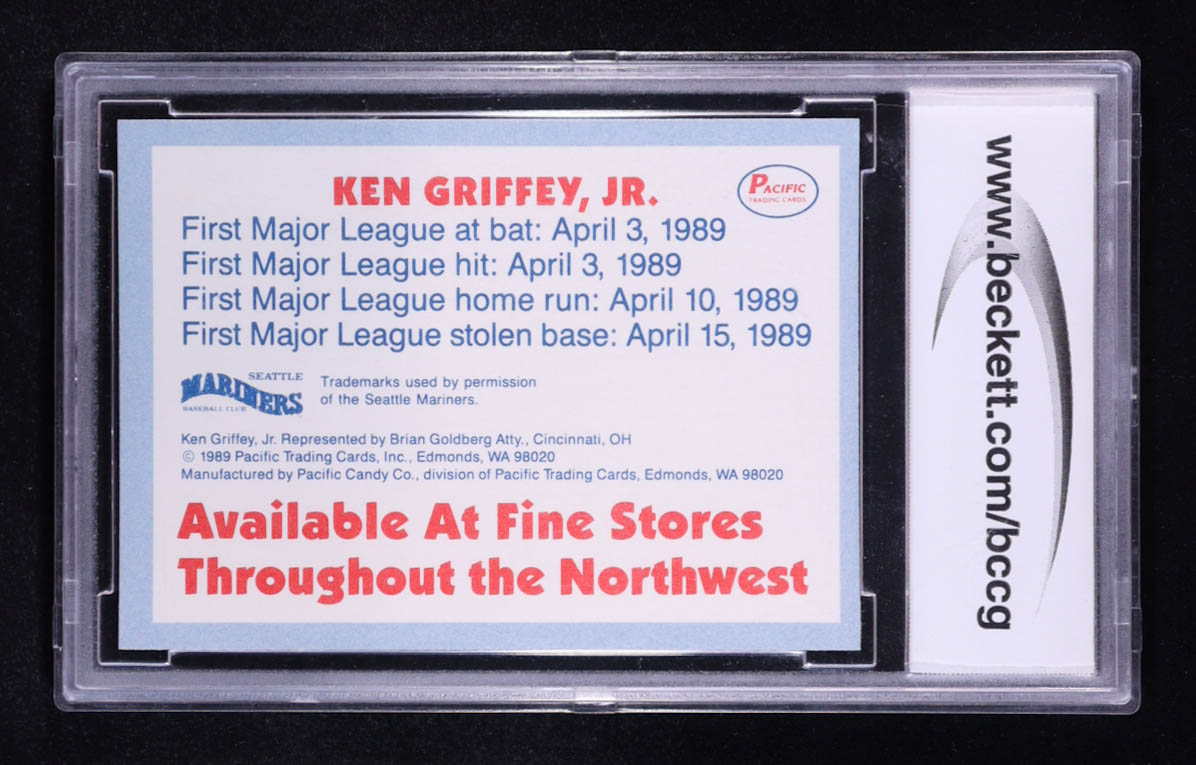 KEN GRIFFEY, JR.
PACIFIC
TRADING CARDS
First Major League at bat: April 3, 1989
First Major League hit: April 3, 1989
First Major League home run: April 10, 1989
First Major League stolen base: April 15, 1989
SEATTLE
MARINERS
BASEBALL CLUB
Trademarks used by permission
of the Seattle Mariners.
Ken Griffey, Jr. Represented by Brian Goldberg Atty., Cincinnati, OH
© 1989 Pacific Trading Cards, Inc., Edmonds, WA 98020
Manufactured by Pacific Candy Co., division of Pacific Trading Cards, Edmonds, WA 98020
Available At Fine Stores
Throughout the Northwest
www.beckett.com/bccg